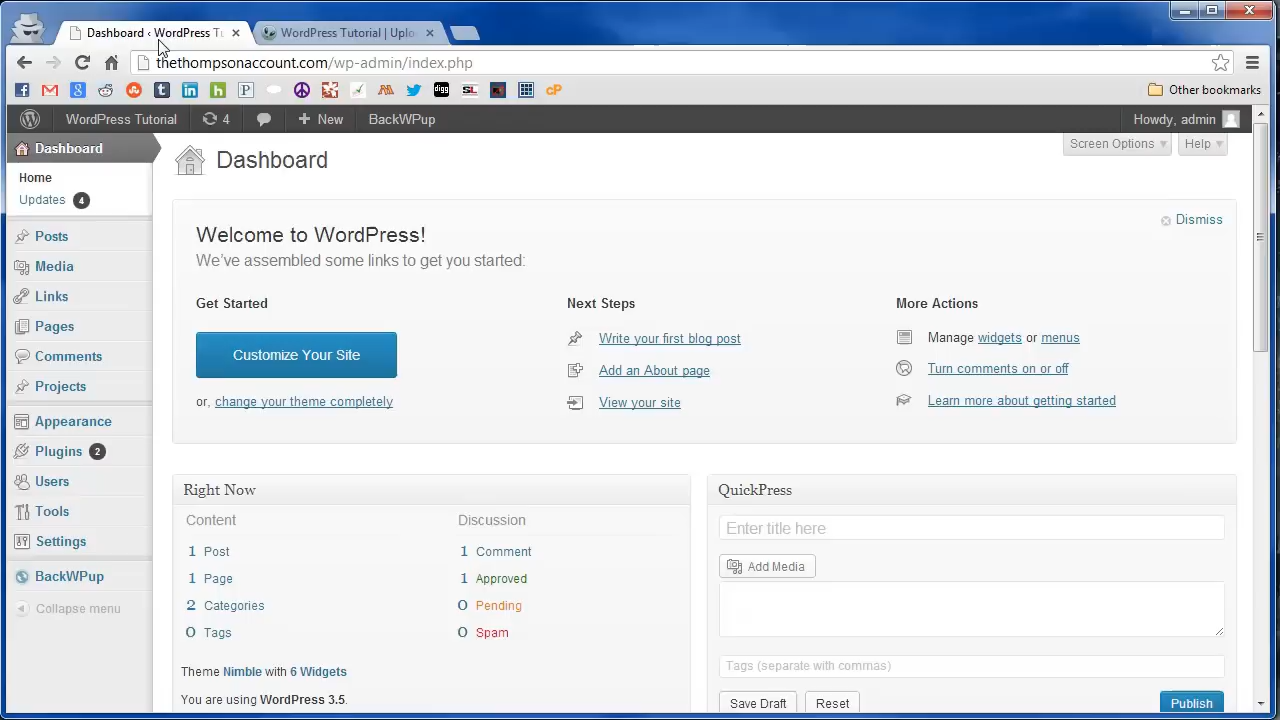 Dashboard ‹ WordPress Tu
WordPress Tutorial | Uplo
thethompsonaccount.com/wp-admin/index.php
Other bookmarks
WordPress Tutorial
4
New
BackWPup
Howdy, admin
Dashboard
Home
Updates 4
Posts
Media
Links
Pages
Comments
Projects
Appearance
Plugins 2
Users
Tools
Settings
BackWPup
Collapse menu
Dashboard
Screen Options
Help
Welcome to WordPress!
We've assembled some links to get you started:
Dismiss
Get Started
Customize Your Site
or, change your theme completely
Next Steps
Write your first blog post
Add an About page
View your site
More Actions
Manage widgets or menus
Turn comments on or off
Learn more about getting started
Right Now
Content
1 Post
1 Page
2 Categories
0 Tags
Discussion
1 Comment
1 Approved
0 Pending
0 Spam
Theme Nimble with 6 Widgets
You are using WordPress 3.5.
QuickPress
Enter title here
Add Media
Tags (separate with commas)
Save Draft
Reset
Publish